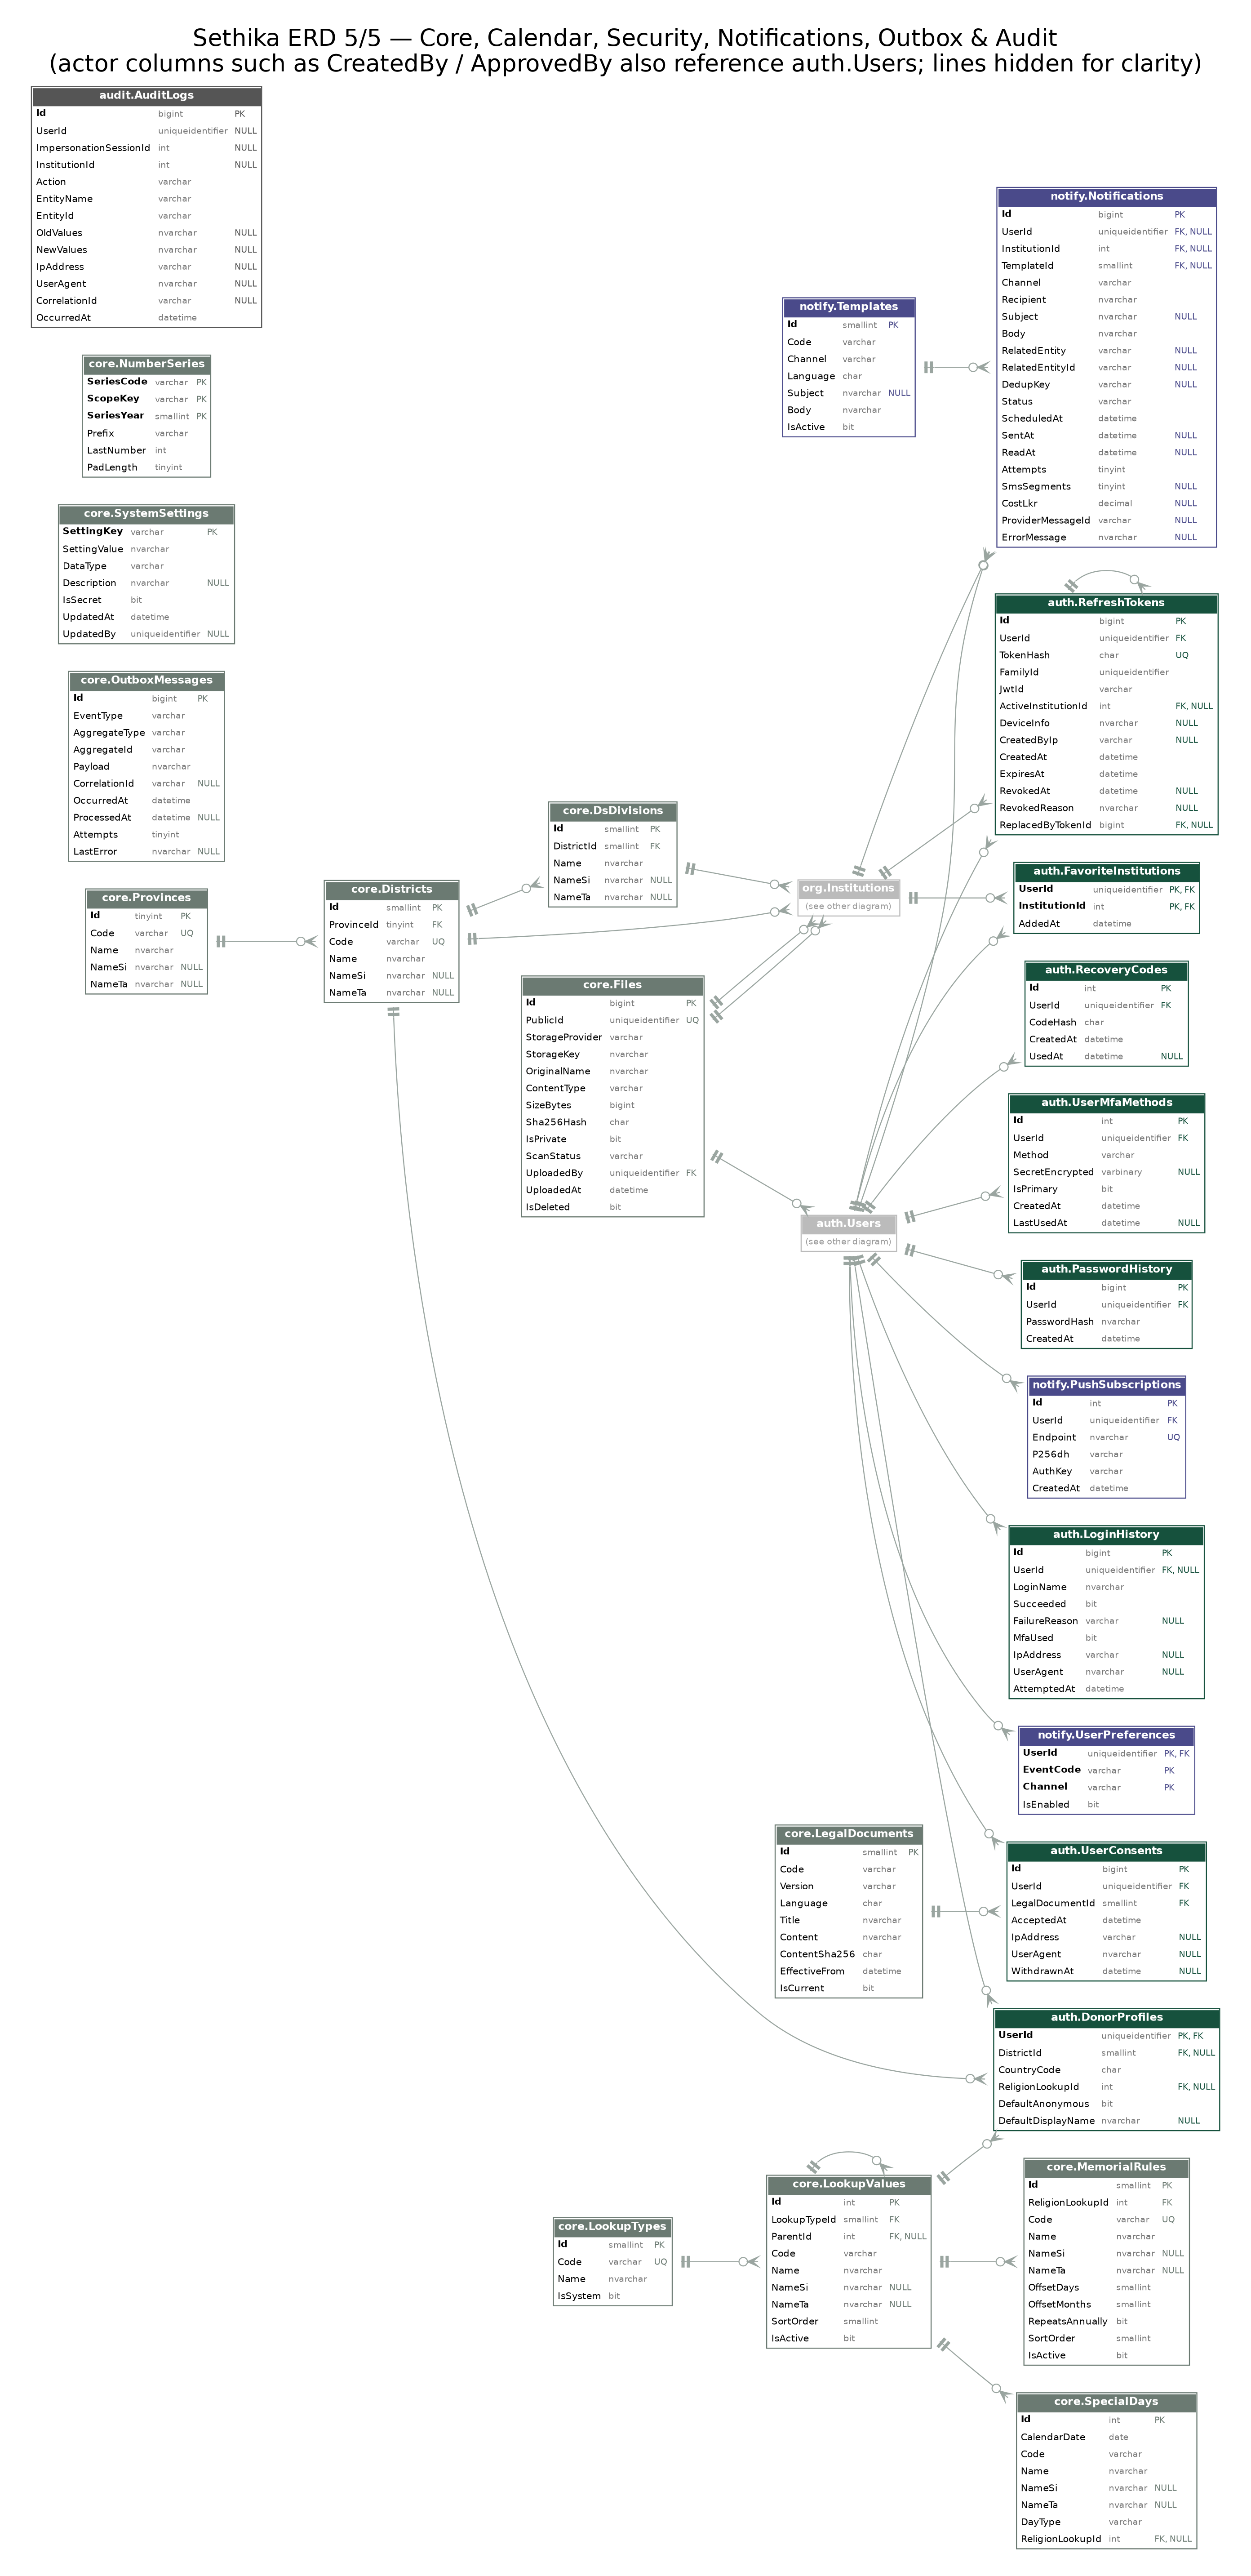 Sethika ERD 5/5 — Core, Calendar, Security, Notifications, Outbox & Audit
(actor columns such as CreatedBy / ApprovedBy also reference auth.Users; lines hidden for clarity)
audit.AuditLogs
Id bigint PK
UserId uniqueidentifier NULL
ImpersonationSessionId int NULL
InstitutionId int NULL
Action varchar
EntityName varchar
EntityId varchar
OldValues nvarchar NULL
NewValues nvarchar NULL
IpAddress varchar NULL
UserAgent nvarchar NULL
CorrelationId varchar NULL
OccurredAt datetime
core.NumberSeries
SeriesCode varchar PK
ScopeKey varchar PK
SeriesYear smallint PK
Prefix varchar
LastNumber int
PadLength tinyint
core.SystemSettings
SettingKey varchar PK
SettingValue nvarchar
DataType varchar
Description nvarchar NULL
IsSecret bit
UpdatedAt datetime
UpdatedBy uniqueidentifier NULL
core.OutboxMessages
Id bigint PK
EventType varchar
AggregateType varchar
AggregateId varchar
Payload nvarchar
CorrelationId varchar NULL
OccurredAt datetime
ProcessedAt datetime NULL
Attempts tinyint
LastError nvarchar NULL
core.Provinces
Id tinyint PK
Code varchar UQ
Name nvarchar
NameSi nvarchar NULL
NameTa nvarchar NULL
core.Districts
Id smallint PK
ProvinceId tinyint FK
Code varchar UQ
Name nvarchar
NameSi nvarchar NULL
NameTa nvarchar NULL
core.DsDivisions
Id smallint PK
DistrictId smallint FK
Name nvarchar
NameSi nvarchar NULL
NameTa nvarchar NULL
core.Files
Id bigint PK
PublicId uniqueidentifier UQ
StorageProvider varchar
StorageKey nvarchar
OriginalName nvarchar
ContentType varchar
SizeBytes bigint
Sha256Hash char
IsPrivate bit
ScanStatus varchar
UploadedBy uniqueidentifier FK
UploadedAt datetime
IsDeleted bit
notify.Templates
Id smallint PK
Code varchar
Channel varchar
Language char
Subject nvarchar NULL
Body nvarchar
IsActive bit
org.Institutions
(see other diagram)
auth.Users
(see other diagram)
notify.Notifications
Id bigint PK
UserId uniqueidentifier FK, NULL
InstitutionId int FK, NULL
TemplateId smallint FK, NULL
Channel varchar
Recipient nvarchar
Subject nvarchar NULL
Body nvarchar
RelatedEntity varchar NULL
RelatedEntityId varchar NULL
DedupKey varchar NULL
Status varchar
ScheduledAt datetime
SentAt datetime NULL
ReadAt datetime NULL
Attempts tinyint
SmsSegments tinyint NULL
CostLkr decimal NULL
ProviderMessageId varchar NULL
ErrorMessage nvarchar NULL
auth.RefreshTokens
Id bigint PK
UserId uniqueidentifier FK
TokenHash char UQ
FamilyId uniqueidentifier
JwtId varchar
ActiveInstitutionId int FK, NULL
DeviceInfo nvarchar NULL
CreatedByIp varchar NULL
CreatedAt datetime
ExpiresAt datetime
RevokedAt datetime NULL
RevokedReason nvarchar NULL
ReplacedByTokenId bigint FK, NULL
auth.FavoriteInstitutions
UserId uniqueidentifier PK, FK
InstitutionId int PK, FK
AddedAt datetime
auth.RecoveryCodes
Id int PK
UserId uniqueidentifier FK
CodeHash char
CreatedAt datetime
UsedAt datetime NULL
auth.UserMfaMethods
Id int PK
UserId uniqueidentifier FK
Method varchar
SecretEncrypted varbinary NULL
IsPrimary bit
CreatedAt datetime
LastUsedAt datetime NULL
auth.PasswordHistory
Id bigint PK
UserId uniqueidentifier FK
PasswordHash nvarchar
CreatedAt datetime
notify.PushSubscriptions
Id int PK
UserId uniqueidentifier FK
Endpoint nvarchar UQ
P256dh varchar
AuthKey varchar
CreatedAt datetime
auth.LoginHistory
Id bigint PK
UserId uniqueidentifier FK, NULL
LoginName nvarchar
Succeeded bit
FailureReason varchar NULL
MfaUsed bit
IpAddress varchar NULL
UserAgent nvarchar NULL
AttemptedAt datetime
notify.UserPreferences
UserId uniqueidentifier PK, FK
EventCode varchar PK
Channel varchar PK
IsEnabled bit
core.LegalDocuments
Id smallint PK
Code varchar
Version varchar
Language char
Title nvarchar
Content nvarchar
ContentSha256 char
EffectiveFrom datetime
IsCurrent bit
auth.UserConsents
Id bigint PK
UserId uniqueidentifier FK
LegalDocumentId smallint FK
AcceptedAt datetime
IpAddress varchar NULL
UserAgent nvarchar NULL
WithdrawnAt datetime NULL
auth.DonorProfiles
UserId uniqueidentifier PK, FK
DistrictId smallint FK, NULL
CountryCode char
ReligionLookupId int FK, NULL
DefaultAnonymous bit
DefaultDisplayName nvarchar NULL
core.LookupTypes
Id smallint PK
Code varchar UQ
Name nvarchar
IsSystem bit
core.LookupValues
Id int PK
LookupTypeId smallint FK
ParentId int FK, NULL
Code varchar
Name nvarchar
NameSi nvarchar NULL
NameTa nvarchar NULL
SortOrder smallint
IsActive bit
core.MemorialRules
Id smallint PK
ReligionLookupId int FK
Code varchar UQ
Name nvarchar
NameSi nvarchar NULL
NameTa nvarchar NULL
OffsetDays smallint
OffsetMonths smallint
RepeatsAnnually bit
SortOrder smallint
IsActive bit
core.SpecialDays
Id int PK
CalendarDate date
Code varchar
Name nvarchar
NameSi nvarchar NULL
NameTa nvarchar NULL
DayType varchar
ReligionLookupId int FK, NULL